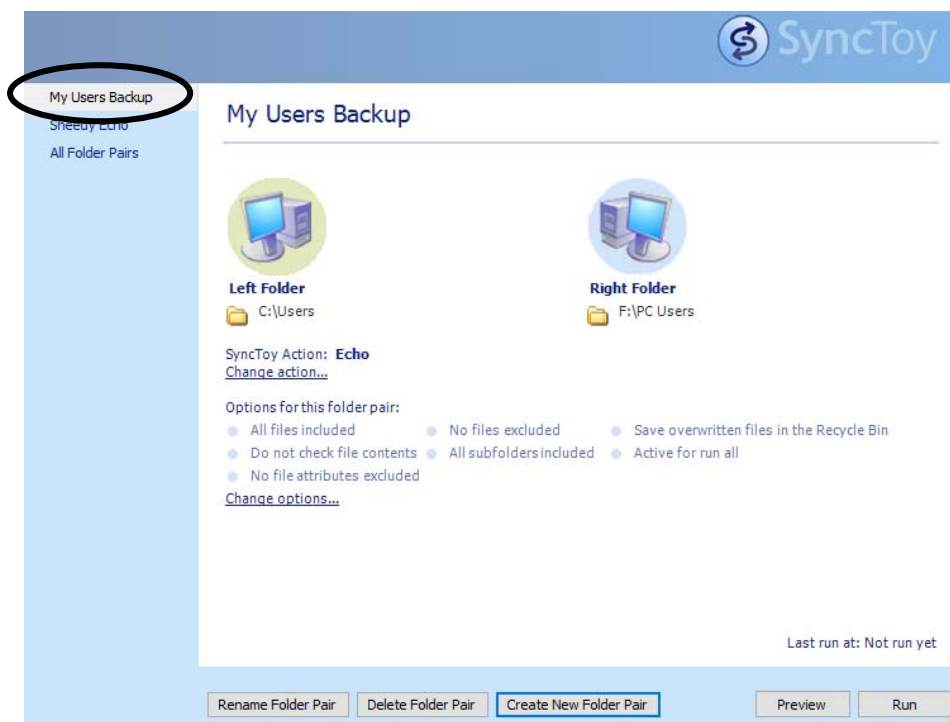 SyncToy
My Users Backup
Sheedy Echo
All Folder Pairs
My Users Backup
Left Folder
C:\Users
Right Folder
F:\PC Users
SyncToy Action: Echo
Change action...
Options for this folder pair:
All files included
No files excluded
Save overwritten files in the Recycle Bin
Do not check file contents
All subfolders included
Active for run all
No file attributes excluded
Change options...
Last run at: Not run yet
Rename Folder Pair
Delete Folder Pair
Create New Folder Pair
Preview
Run